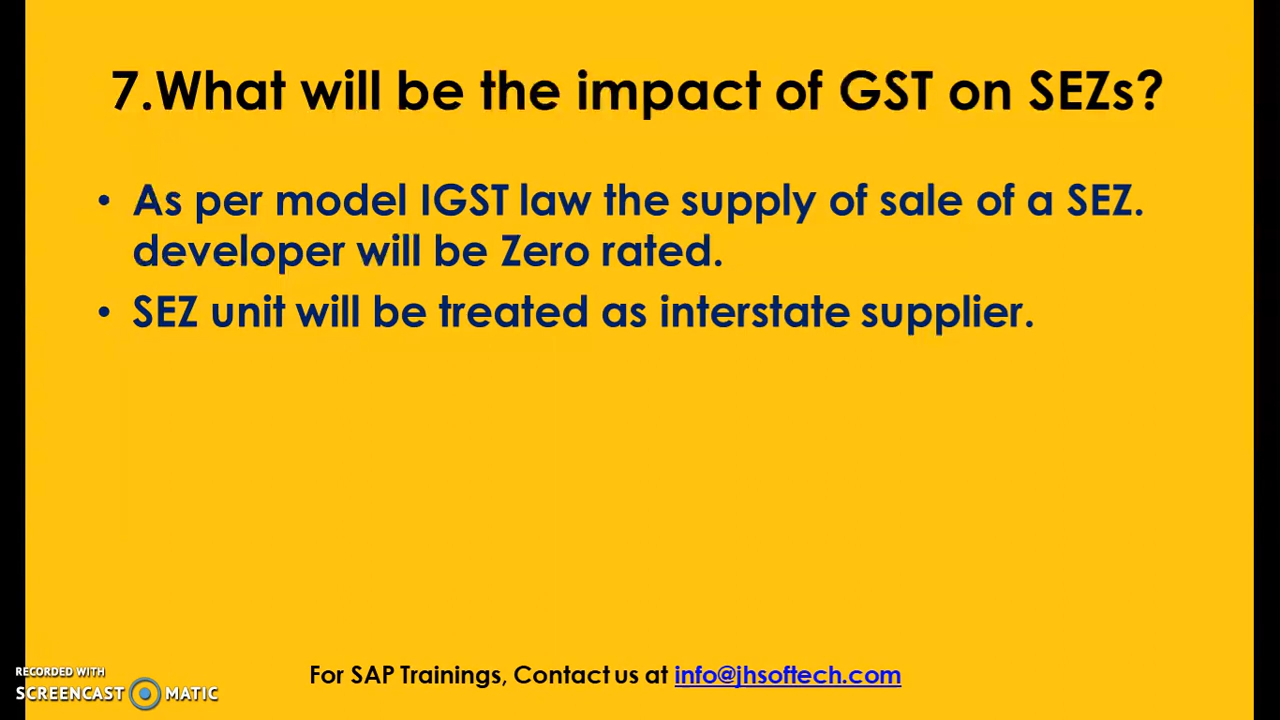 7.What will be the impact of GST on SEZs?
• As per model IGST law the supply of sale of a SEZ.
developer will be Zero rated.
• SEZ unit will be treated as interstate supplier.
For SAP Trainings, Contact us at info@jhsoftech.com
RECORDED WITH
SCREENCAST MATIC